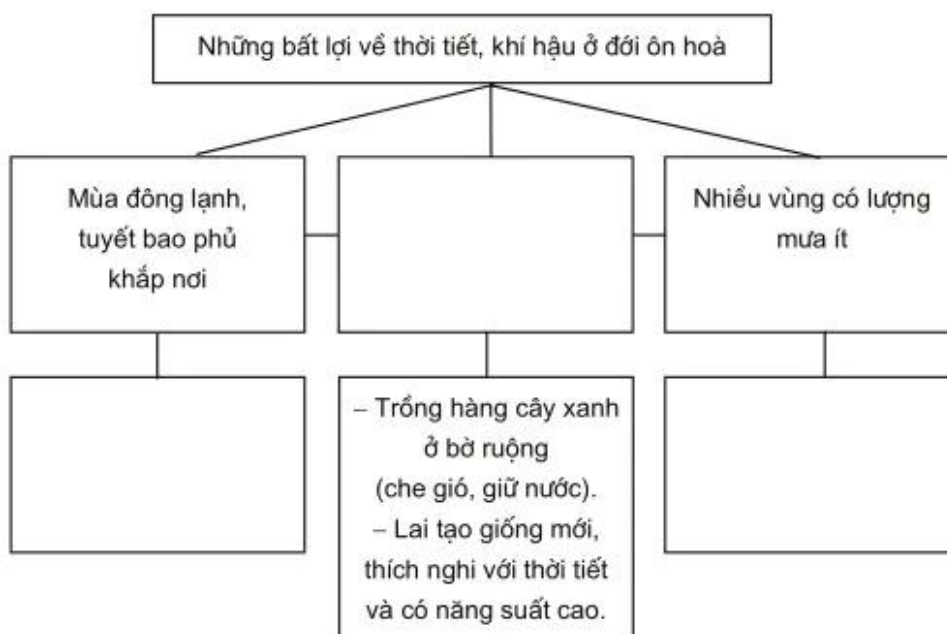 Những bất lợi về thời tiết, khí hậu ở đới ôn hoà
Mùa đông lạnh,
tuyết bao phủ
khắp nơi
Nhiều vùng có lượng
mưa ít
– Trồng hàng cây xanh
ở bờ ruộng
(che gió, giữ nước).
– Lai tạo giống mới,
thích nghi với thời tiết
và có năng suất cao.